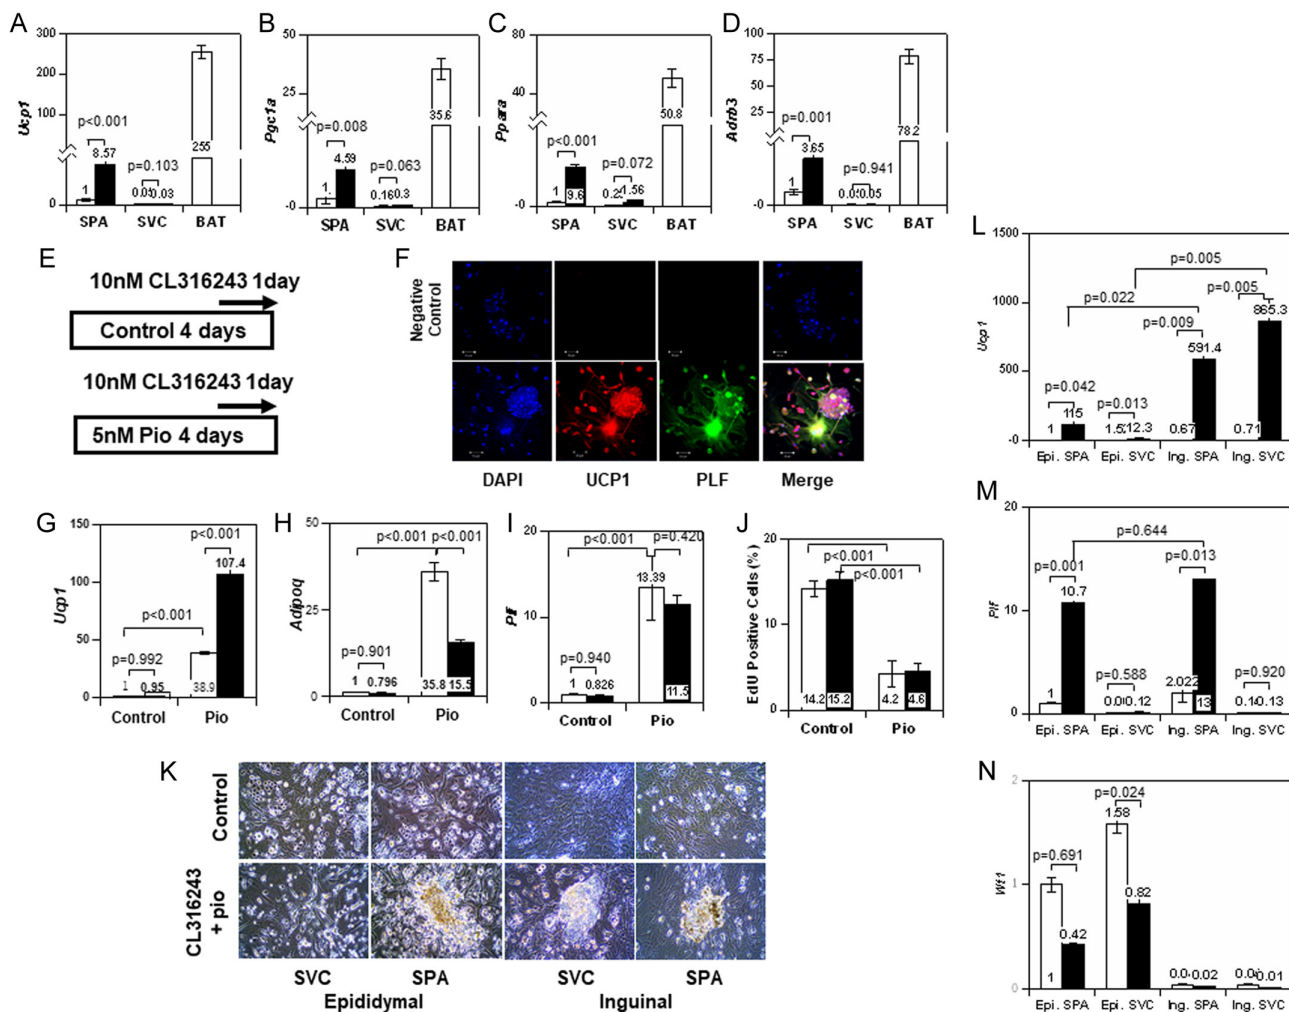 A
300
200
100
0
Ucp1
p<0.001
8.57
1
p=0.103
0.03
255
SPA
SVC
BAT
B
50
25
-0
Pgc1a
p=0.008
4.59
1
p=0.063
0.16
0.3
35.6
SPA
SVC
BAT
C
80
40
-0
Ppara
p<0.001
1
9.6
p=0.072
1.56
50.8
SPA
SVC
BAT
D
100
75
50
25
-0
Adrb3
p=0.001
3.65
1
p=0.941
0.05
78.2
SPA
SVC
BAT
E
10nM CL316243 1day
Control 4 days
10nM CL316243 1day
5nM Pio 4 days
F
Negative
Control
DAPI
UCP1
PLF
Merge
G
150
100
50
0
Ucp1
p<0.001
107.4
p<0.001
p=0.992
1
0.95
38.9
Control
Pio
H
50
25
0
Adipoq
p<0.001
p<0.001
p=0.901
1
0.796
35.8
15.5
Control
Pio
I
20
10
0
Plf
p<0.001
p=0.420
13.39
p=0.940
1
0.826
11.5
Control
Pio
J
20
10
0
EdU Positive Cells (%)
p<0.001
p<0.001
14.2
15.2
4.2
4.6
Control
Pio
K
Control
CL316243
+ pio
SVC
SPA
SVC
SPA
Epididymal
Inguinal
L
1500
1000
500
-0
Ucp1
p=0.005
p=0.022
p=0.005
p=0.009
865.3
591.4
p=0.042
115
p=0.013
1
12.3
0.67
0.71
Epi. SPA
Epi. SVC
Ing. SPA
Ing. SVC
M
20
10
0
Plf
p=0.644
p=0.001
p=0.013
10.7
p=0.588
p=0.920
2.022
1
0.12
13
0.14
0.13
Epi. SPA
Epi. SVC
Ing. SPA
Ing. SVC
N
2
1
0
Wt1
p=0.024
1.58
p=0.691
0.82
0.42
1
0.02
0.01
Epi. SPA
Epi. SVC
Ing. SPA
Ing. SVC